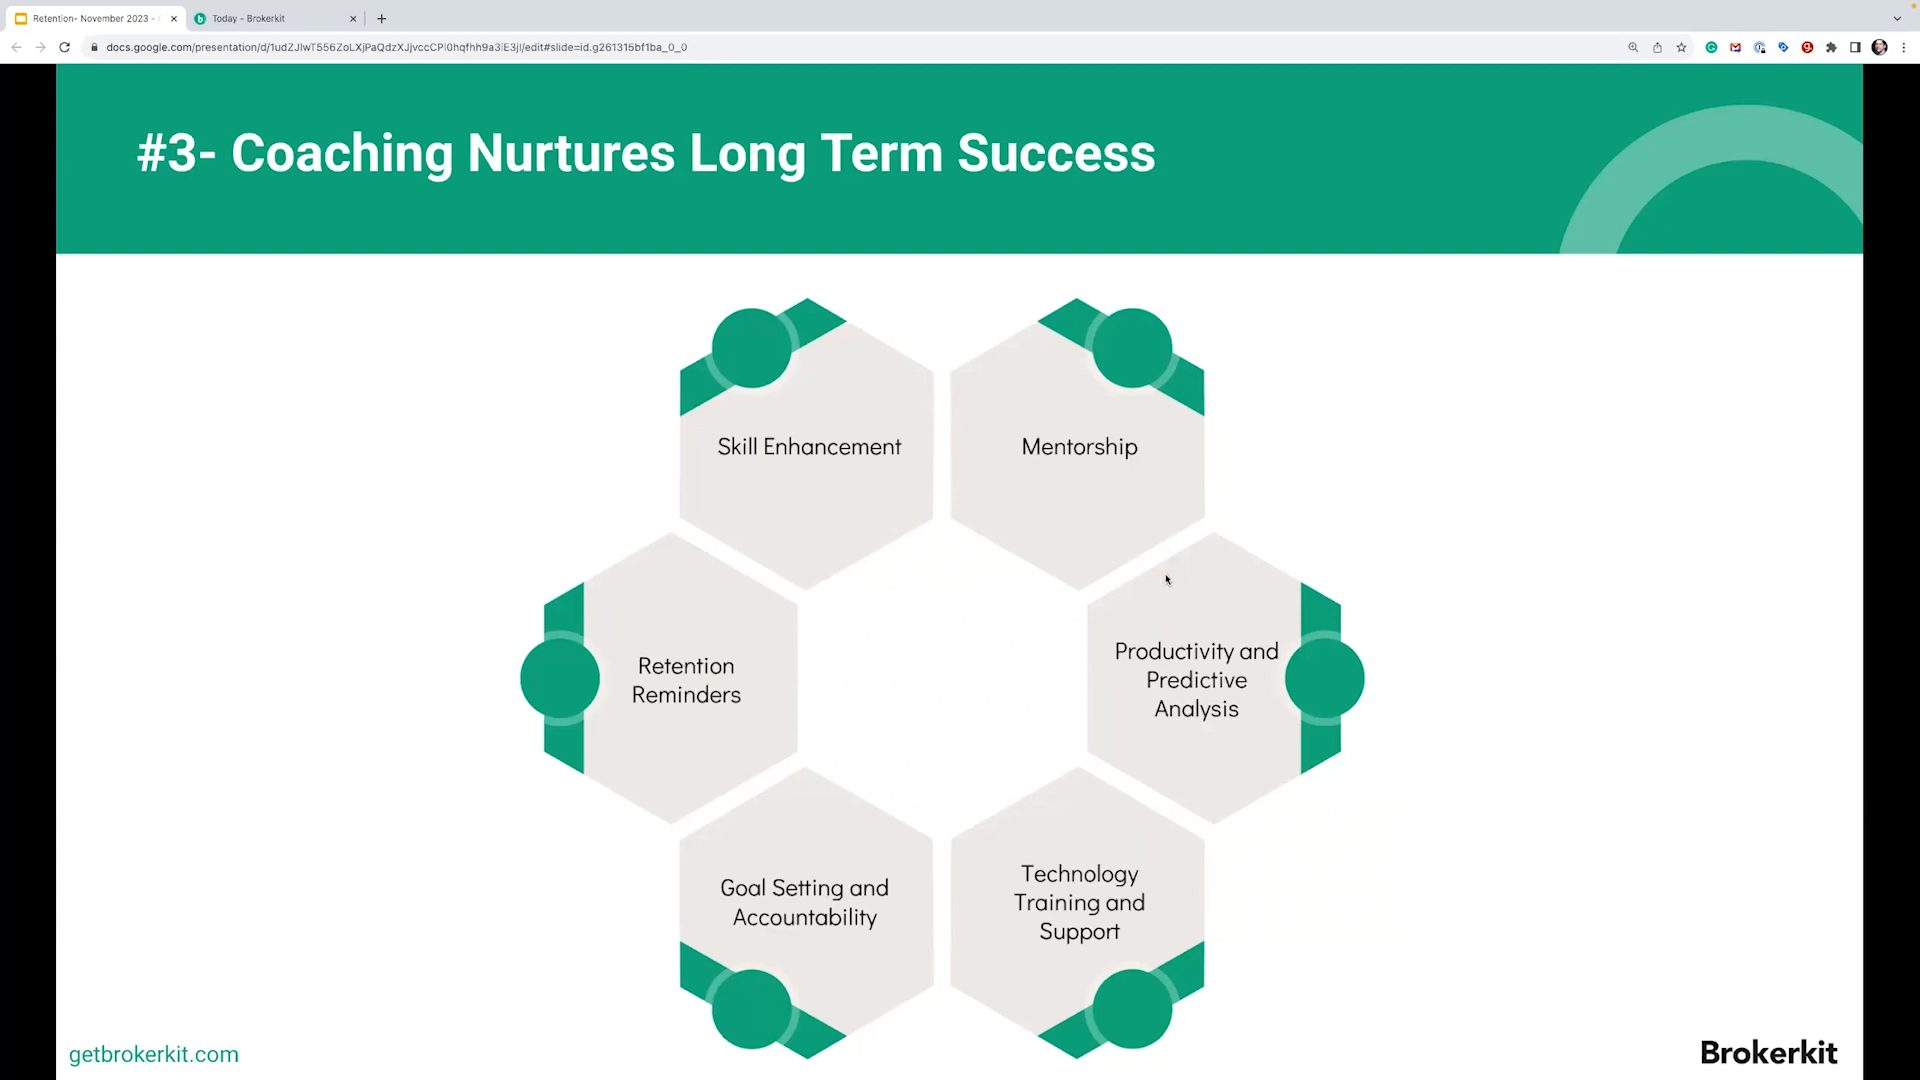 Retention- November 2023 -
Today - Brokerkit
#3- Coaching Nurtures Long Term Success
Skill Enhancement
Mentorship
Retention
Reminders
Productivity and
Predictive
Analysis
Goal Setting and
Accountability
Technology
Training and
Support
getbrokerkit.com
Brokerkit